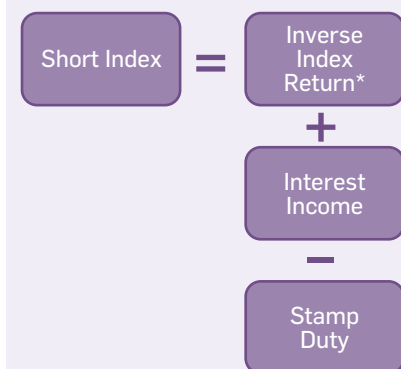 Short Index
=
Inverse
Index
Return*
+
Interest
Income
–
Stamp
Duty